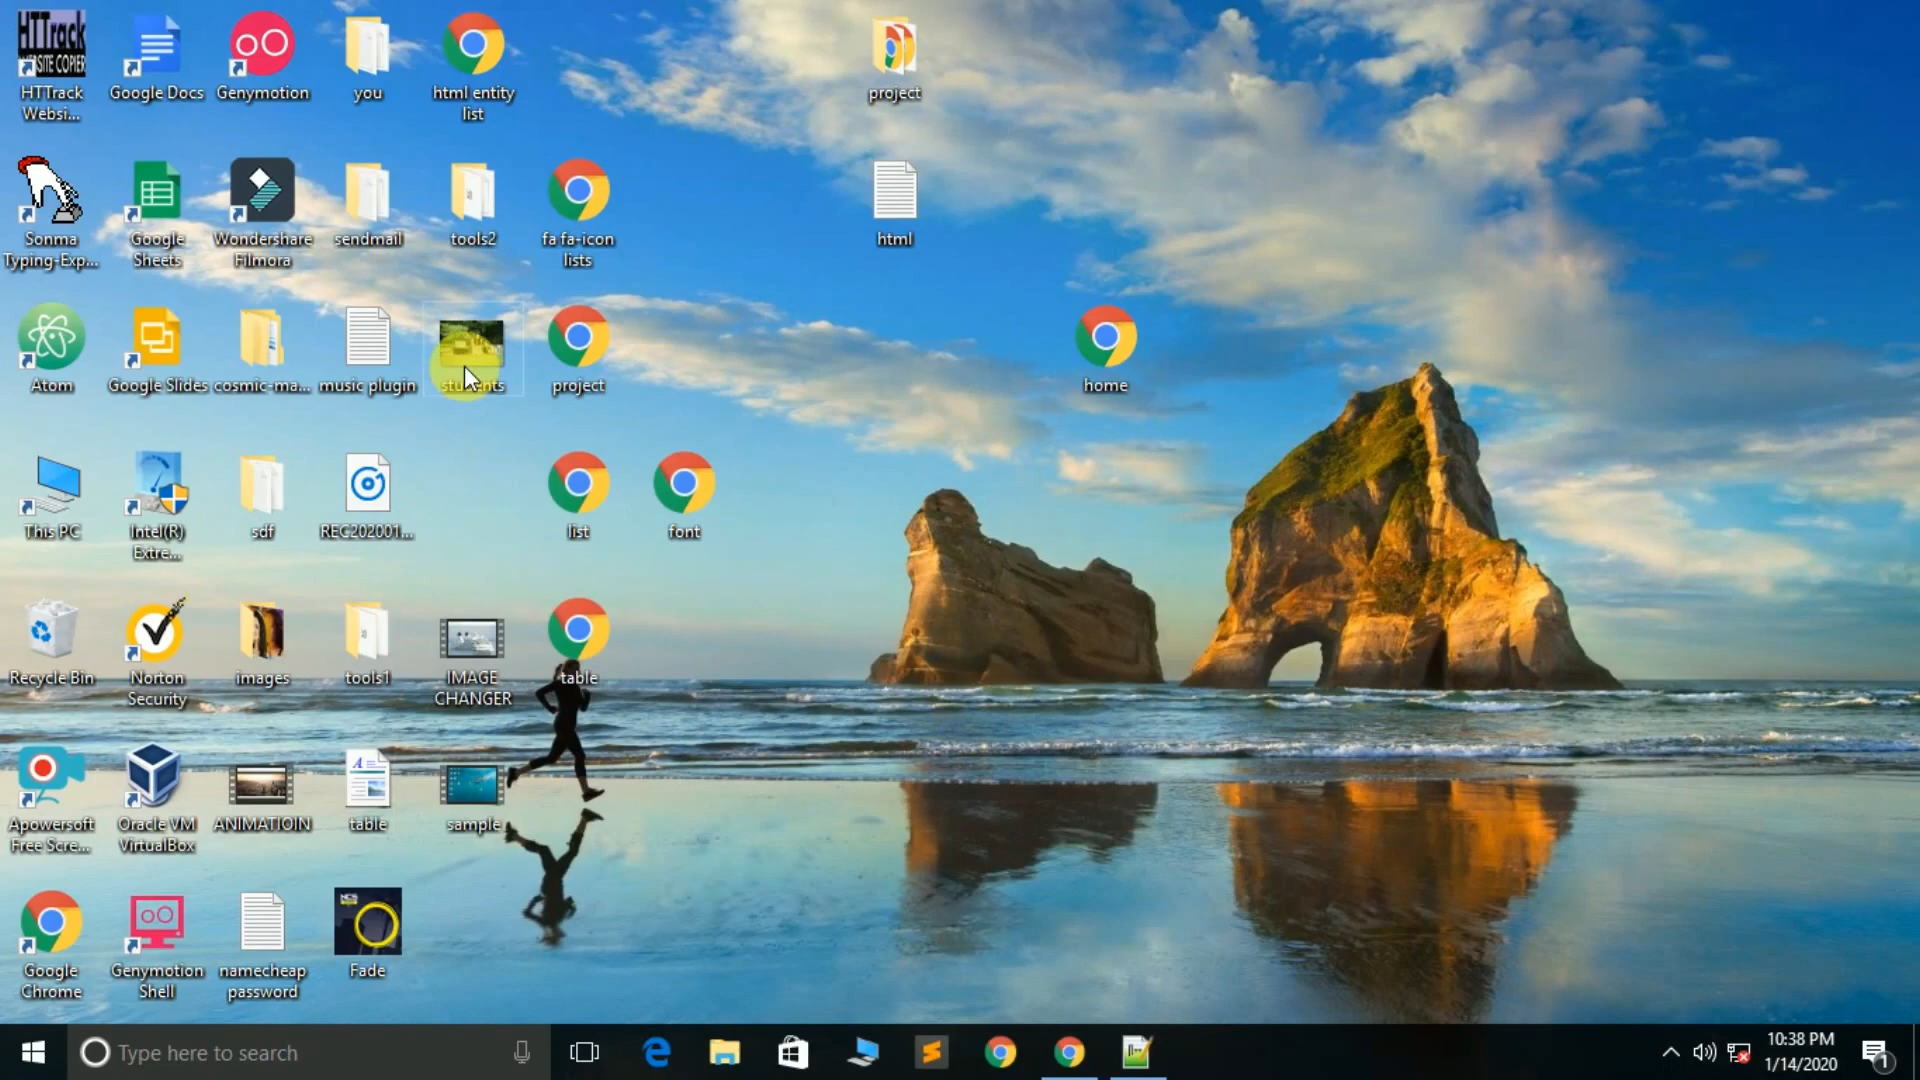 HTTrack
WEBSITE COPIER
HTTrack
Websi...
Google Docs
Genymotion
you
html entity
list
project
Sonma
Typing-Exp...
Google
Sheets
Wondershare
Filmora
sendmail
tools2
fa fa-icon
lists
html
Atom
Google Slides
cosmic-ma...
music plugin
students
project
home
This PC
Intel(R)
Extre...
sdf
REC202001...
list
font
Recycle Bin
Norton
Security
images
tools1
IMAGE
CHANGER
table
Apowersoft
Free Scre...
Oracle VM
VirtualBox
ANIMATIOIN
table
sample
Google
Chrome
Genymotion
Shell
namecheap
password
Fade
Type here to search
10:38 PM
1/14/2020
1